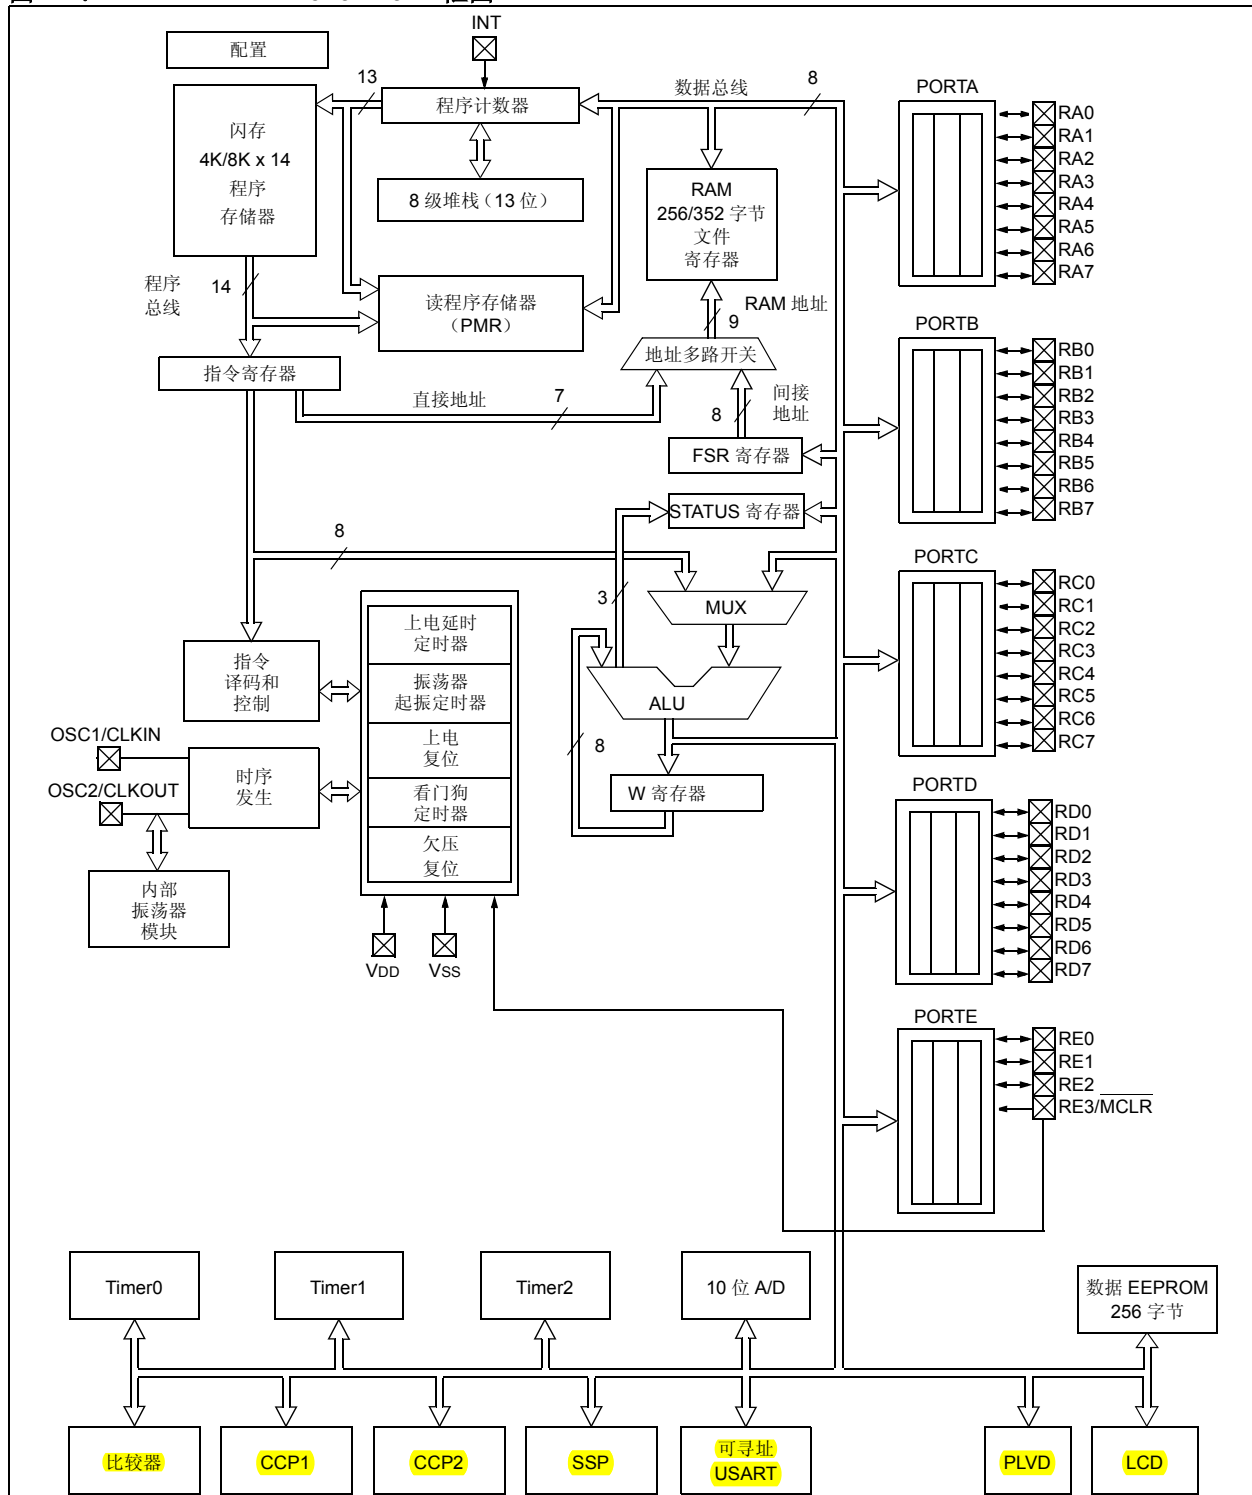 INT
配置
13
程序计数器
数据总线
8
闪存
4K/8K x 14
程序
存储器
8 级堆栈（13 位）
RAM
256/352 字节
文件
寄存器
程序
总线
14
读程序存储器
（PMR）
RAM 地址
9
地址多路开关
指令寄存器
直接地址
7
间接
地址
8
FSR 寄存器
STATUS 寄存器
8
3
MUX
上电延时
定时器
振荡器
起振定时器
上电
复位
看门狗
定时器
欠压
复位
指令
译码和
控制
ALU
8
W 寄存器
OSC1/CLKIN
OSC2/CLKOUT
时序
发生
内部
振荡器
模块
VDD
VSS
PORTA
RA0
RA1
RA2
RA3
RA4
RA5
RA6
RA7
PORTB
RB0
RB1
RB2
RB3
RB4
RB5
RB6
RB7
PORTC
RC0
RC1
RC2
RC3
RC4
RC5
RC6
RC7
PORTD
RD0
RD1
RD2
RD3
RD4
RD5
RD6
RD7
PORTE
RE0
RE1
RE2
RE3/MCLR
Timer0
Timer1
Timer2
10 位 A/D
数据 EEPROM
256 字节
比较器
CCP1
CCP2
SSP
可寻址
USART
PLVD
LCD